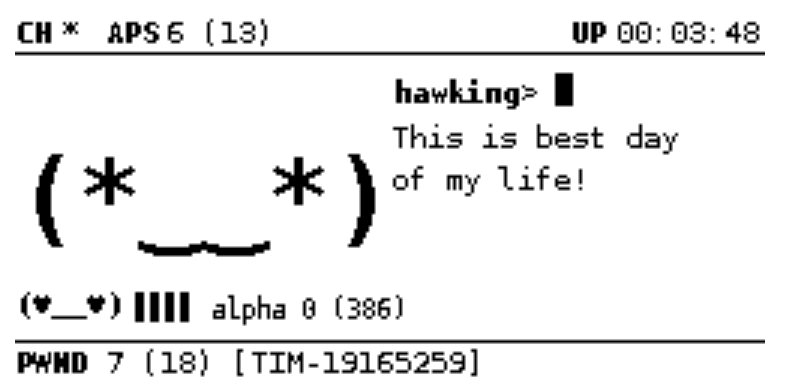 CH * APS 6 (13) UP 00:03:48
hawking> █
This is best day
of my life!
(*‿‿*)
(♥__♥) ▌▌▌▌ alpha 0 (386)
PWND 7 (18) [TIM-19165259]